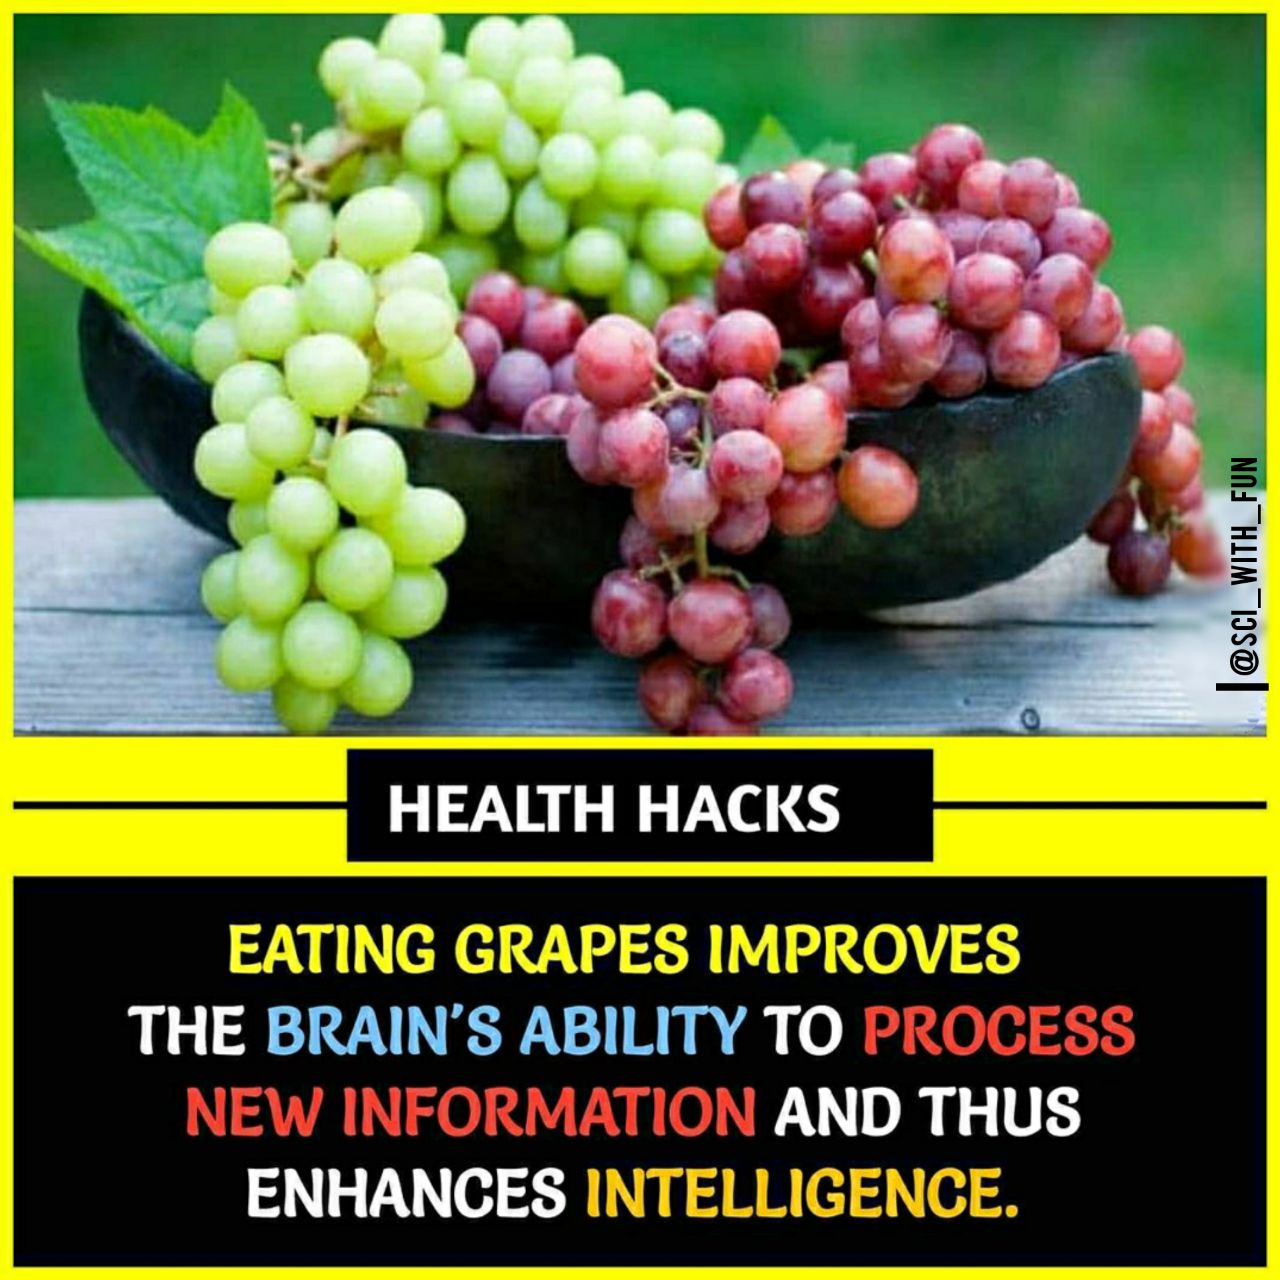 @SCI_WITH_FUN
HEALTH HACKS
EATING GRAPES IMPROVES
THE BRAIN'S ABILITY TO PROCESS
NEW INFORMATION AND THUS
ENHANCES INTELLIGENCE.